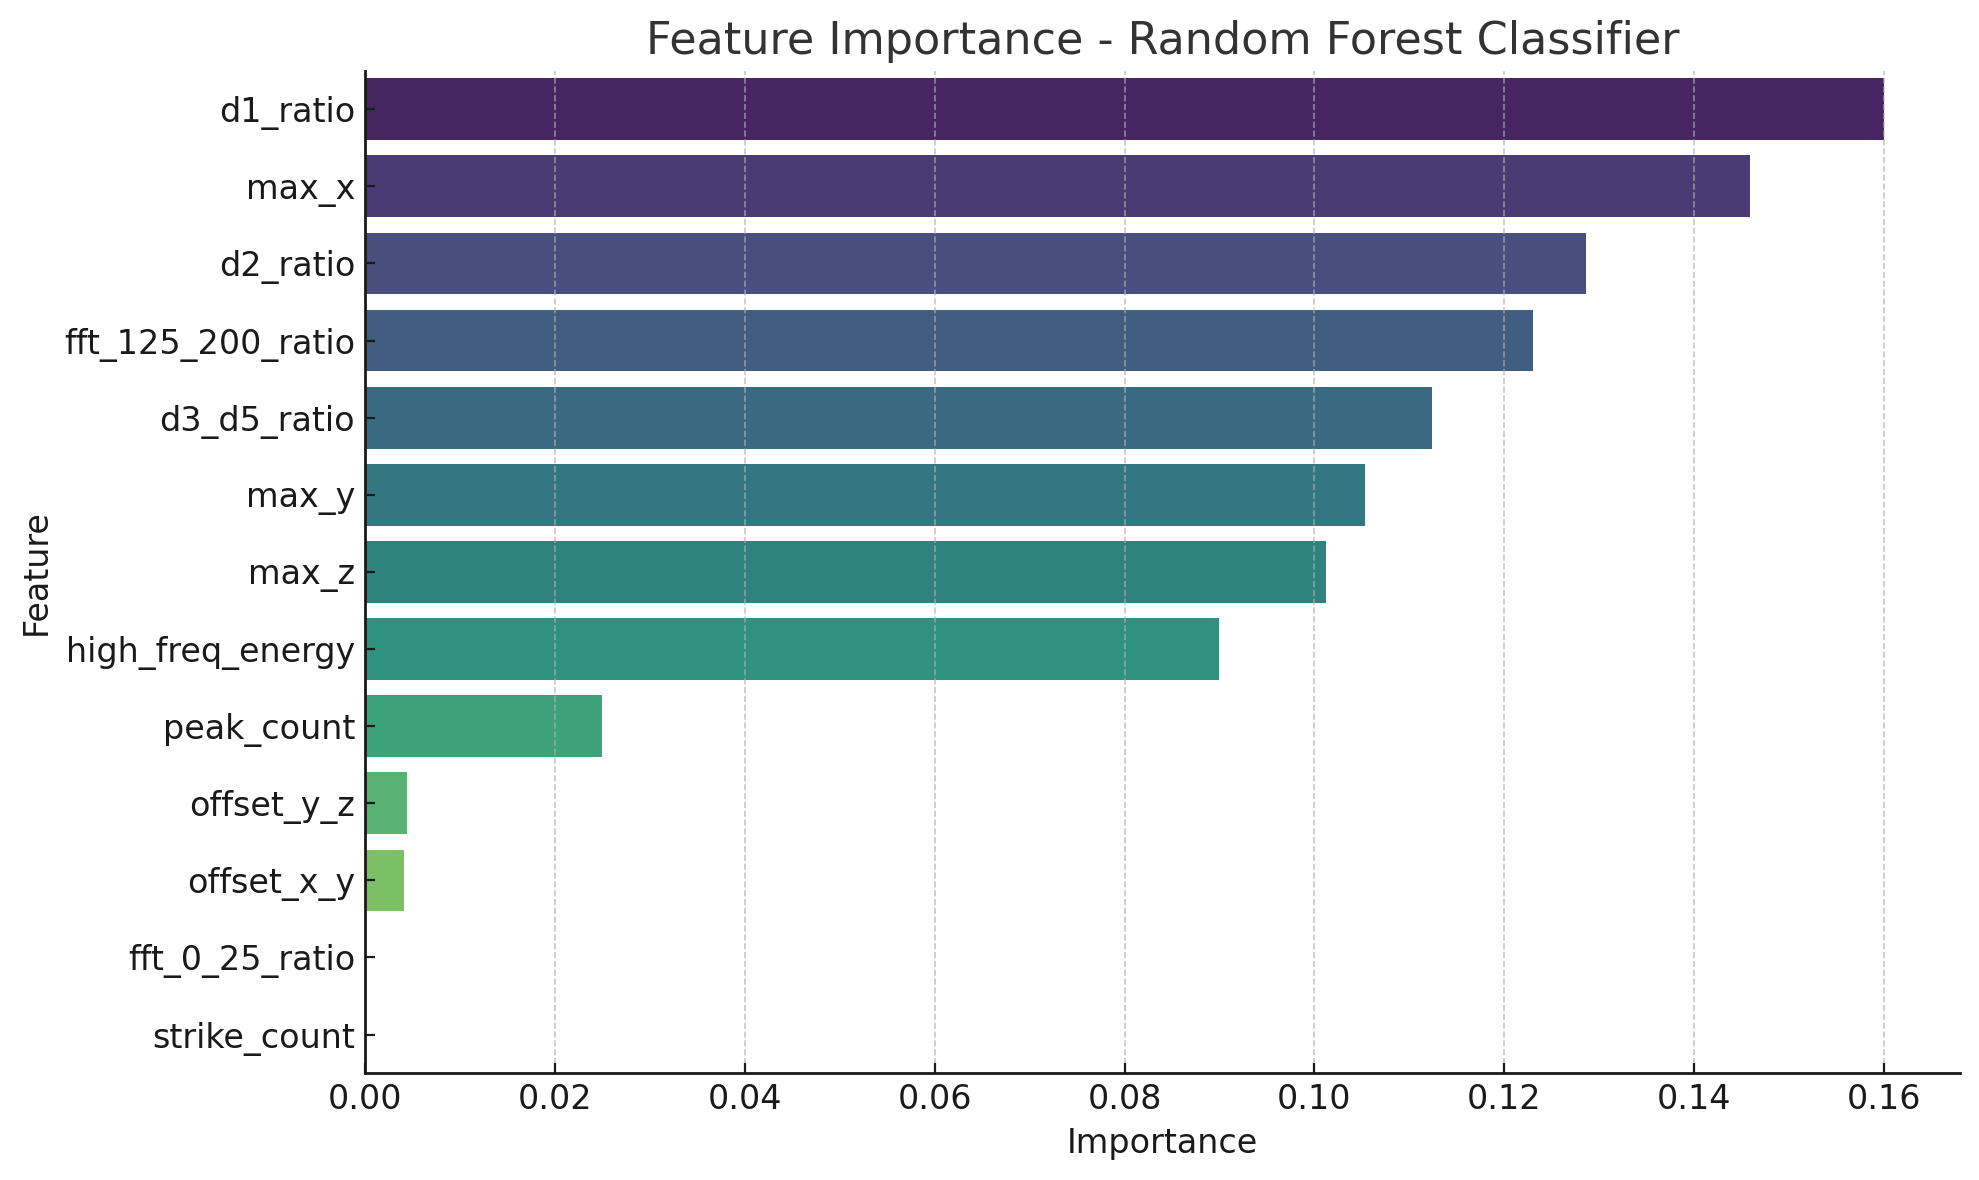 Feature Importance - Random Forest Classifier
d1_ratio
max_x
d2_ratio
fft_125_200_ratio
d3_d5_ratio
max_y
max_z
high_freq_energy
peak_count
offset_y_z
offset_x_y
fft_0_25_ratio
strike_count
Feature
0.00 0.02 0.04 0.06 0.08 0.10 0.12 0.14 0.16
Importance